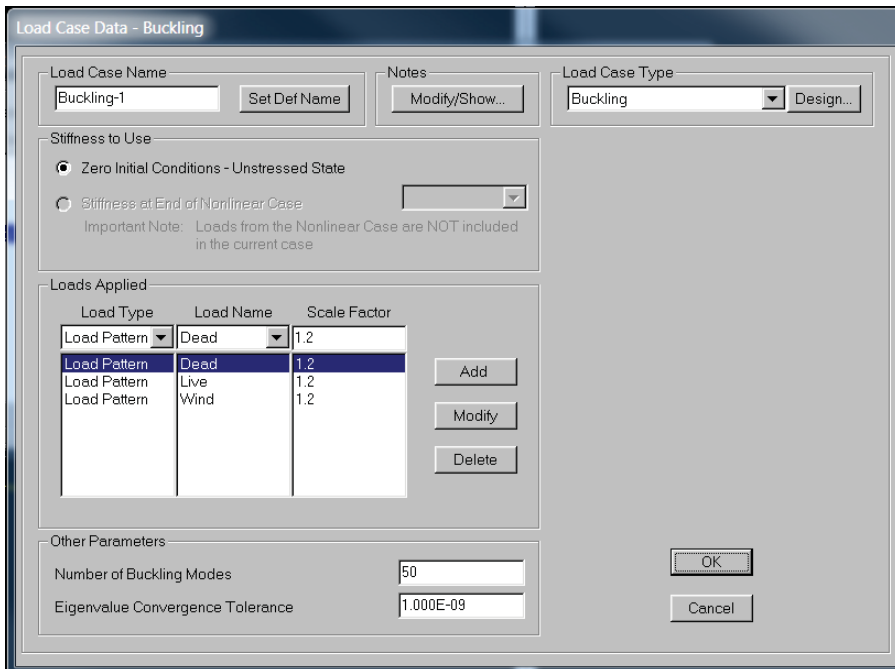 Load Case Data - Buckling
Load Case Name
Buckling-1
Set Def Name
Notes
Modify/Show...
Load Case Type
Buckling
Design...
Stiffness to Use
Zero Initial Conditions - Unstressed State
Stiffness at End of Nonlinear Case
Important Note: Loads from the Nonlinear Case are NOT included
in the current case
Loads Applied
Load Type Load Name Scale Factor
Load Pattern Dead 1.2
Load Pattern Dead 1.2
Load Pattern Live 1.2
Load Pattern Wind 1.2
Add
Modify
Delete
Other Parameters
Number of Buckling Modes 50
Eigenvalue Convergence Tolerance 1.000E-09
OK
Cancel